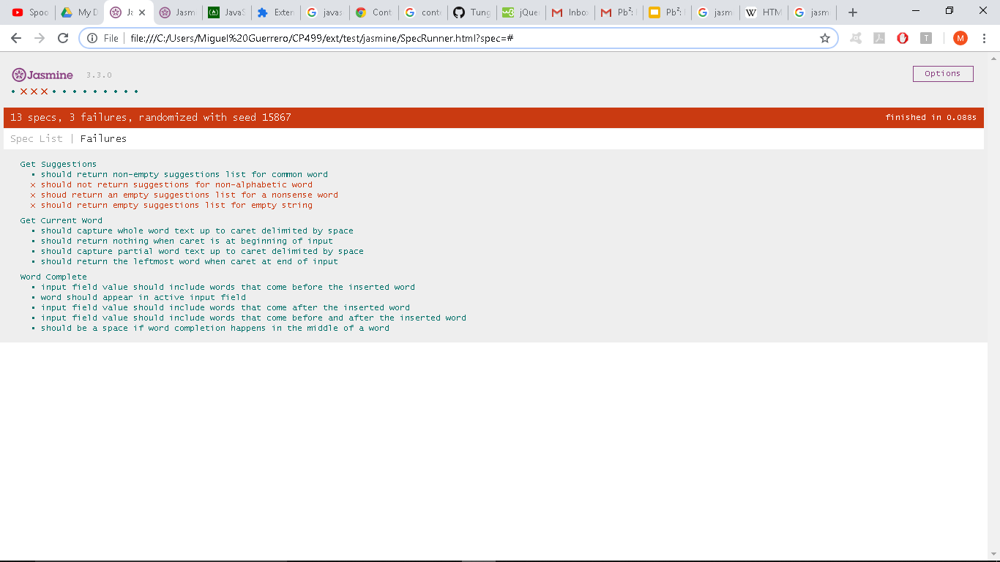 Spoo
My D
Ja
Jasm
JavaS
Exten
javas
Cont
conte
Tung
jQue
Inbox
Pb²:
Pb²:
jasm
HTM
jasm
File file:///C:/Users/Miguel%20Guerrero/CP499/ext/test/jasmine/SpecRunner.html?spec=#
T
M
Jasmine 3.3.0
Options
• × × × • • • • • • • • •
13 specs, 3 failures, randomized with seed 15867
finished in 0.088s
Spec List | Failures
Get Suggestions
• should return non-empty suggestions list for common word
× should not return suggestions for non-alphabetic word
× shoud return an empty suggestions list for a nonsense word
× should return empty suggestions list for empty string
Get Current Word
• should capture whole word text up to caret delimited by space
• should return nothing when caret is at beginning of input
• should capture partial word text up to caret delimited by space
• should return the leftmost word when caret at end of input
Word Complete
• input field value should include words that come before the inserted word
• word should appear in active input field
• input field value should include words that come after the inserted word
• input field value should include words that come before and after the inserted word
• should be a space if word completion happens in the middle of a word